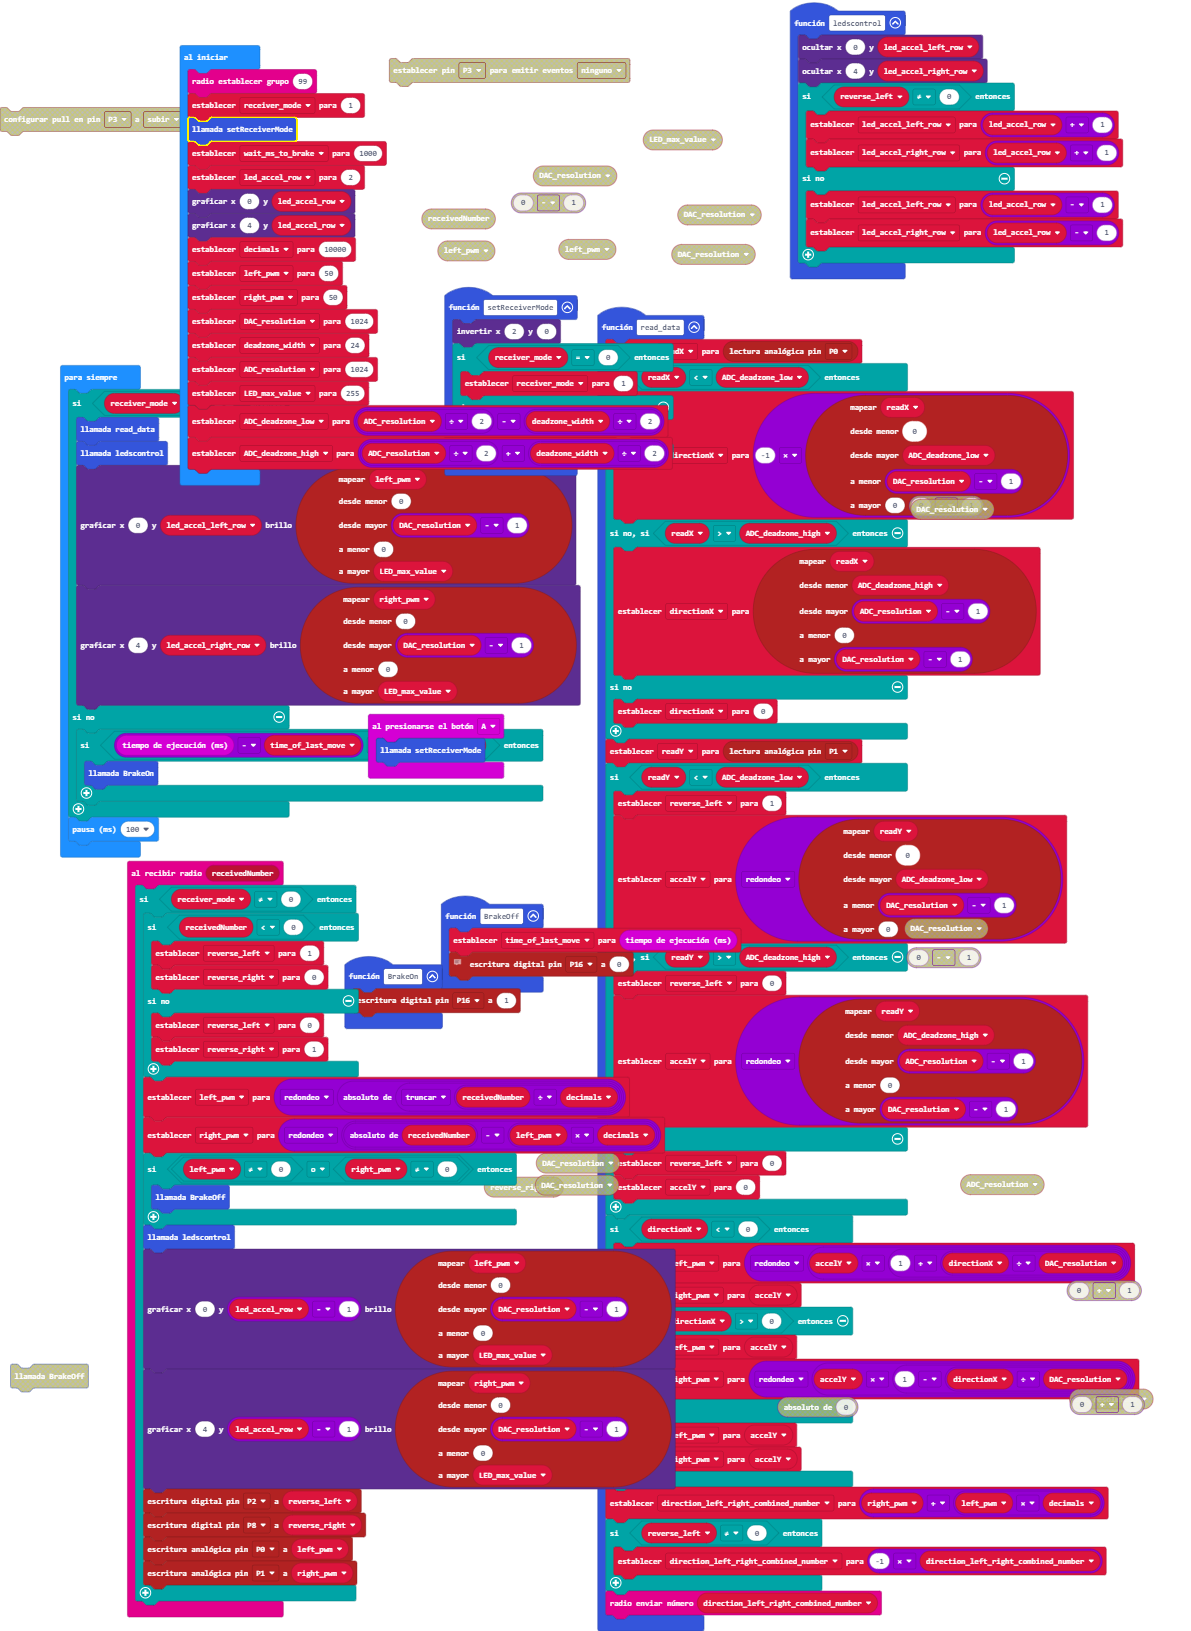 función ledscontrol
ocultar x 0 y led_accel_left_row
ocultar x 4 y led_accel_right_row
si reverse_left ≠ 0 entonces
establecer led_accel_left_row para led_accel_row + 1
establecer led_accel_right_row para led_accel_row + 1
si no
establecer led_accel_left_row para led_accel_row - 1
establecer led_accel_right_row para led_accel_row - 1
al iniciar
radio establecer grupo 99
establecer receiver_mode para 1
llamada setReceiverMode
establecer wait_ms_to_brake para 1000
establecer led_accel_row para 2
graficar x 0 y led_accel_row
graficar x 4 y led_accel_row
establecer decimals para 10000
establecer left_pwm para 50
establecer right_pwm para 50
establecer DAC_resolution para 1024
establecer deadzone_width para 24
establecer ADC_resolution para 1024
establecer LED_max_value para 255
establecer ADC_deadzone_low para ADC_resolution ÷ 2 - deadzone_width ÷ 2
establecer ADC_deadzone_high para ADC_resolution ÷ 2 + deadzone_width ÷ 2
configurar pull en pin P3 a subir
establecer pin P3 para emitir eventos ninguno
LED_max_value
DAC_resolution
0 - 1
receivedNumber
DAC_resolution
left_pwm
left_pwm
DAC_resolution
función setReceiverMode
invertir x 2 y 0
si receiver_mode = 0 entonces
establecer receiver_mode para 1
para siempre
si receiver_mode
llamada read_data
llamada ledscontrol
graficar x 0 y led_accel_left_row brillo
mapear left_pwm
desde menor 0
desde mayor DAC_resolution - 1
a menor 0
a mayor LED_max_value
graficar x 4 y led_accel_right_row brillo
mapear right_pwm
desde menor 0
desde mayor DAC_resolution - 1
a menor 0
a mayor LED_max_value
si no
si tiempo de ejecución (ms) - time_of_last_move entonces
llamada BrakeOn
pausa (ms) 100
al presionarse el botón A
llamada setReceiverMode
función read_data
dX para lectura analógica pin P0
readX < ADC_deadzone_low entonces
irectionX para -1 ×
mapear readX
desde menor 0
desde mayor ADC_deadzone_low
a menor DAC_resolution - 1
a mayor 0
DAC_resolution
si no, si readX > ADC_deadzone_high entonces
establecer directionX para
mapear readX
desde menor ADC_deadzone_high
desde mayor ADC_resolution - 1
a menor 0
a mayor DAC_resolution - 1
si no
establecer directionX para 0
establecer readY para lectura analógica pin P1
si readY < ADC_deadzone_low entonces
establecer reverse_left para 1
establecer accelY para redondeo
mapear readY
desde menor 0
desde mayor ADC_deadzone_low
a menor DAC_resolution - 1
a mayor 0 DAC_resolution
, si readY > ADC_deadzone_high entonces
0 - 1
establecer reverse_left para 0
establecer accelY para redondeo
mapear readY
desde menor ADC_deadzone_high
desde mayor ADC_resolution - 1
a menor 0
a mayor DAC_resolution - 1
establecer reverse_left para 0
establecer accelY para 0
ADC_resolution
si directionX < 0 entonces
ft_pwm para redondeo accelY × 1 + directionX ÷ DAC_resolution
ight_pwm para accelY
0 + 1
irectionX > 0 entonces
ft_pwm para accelY
ight_pwm para redondeo accelY × 1 - directionX ÷ DAC_resolution
absoluto de 0
0 + 1
ft_pwm para accelY
ight_pwm para accelY
establecer direction_left_right_combined_number para right_pwm + left_pwm × decimals
si reverse_left ≠ 0 entonces
establecer direction_left_right_combined_number para -1 × direction_left_right_combined_number
radio enviar número direction_left_right_combined_number
al recibir radio receivedNumber
si receiver_mode ≠ 0 entonces
si receivedNumber < 0 entonces
establecer reverse_left para 1
establecer reverse_right para 0
si no
establecer reverse_left para 0
establecer reverse_right para 1
establecer left_pwm para redondeo absoluto de truncar receivedNumber ÷ decimals
establecer right_pwm para redondeo absoluto de receivedNumber - left_pwm × decimals
si left_pwm ≠ 0 o right_pwm ≠ 0 entonces
llamada BrakeOff
DAC_resolution
DAC_resolution
llamada ledscontrol
graficar x 0 y led_accel_row - 1 brillo
mapear left_pwm
desde menor 0
desde mayor DAC_resolution - 1
a menor 0
a mayor LED_max_value
graficar x 4 y led_accel_row - 1 brillo
mapear right_pwm
desde menor 0
desde mayor DAC_resolution - 1
a menor 0
a mayor LED_max_value
escritura digital pin P2 a reverse_left
escritura digital pin P8 a reverse_right
escritura analógica pin P0 a left_pwm
escritura analógica pin P1 a right_pwm
función BrakeOff
establecer time_of_last_move para tiempo de ejecución (ms)
escritura digital pin P16 a 0
función BrakeOn
escritura digital pin P16 a 1
llamada BrakeOff